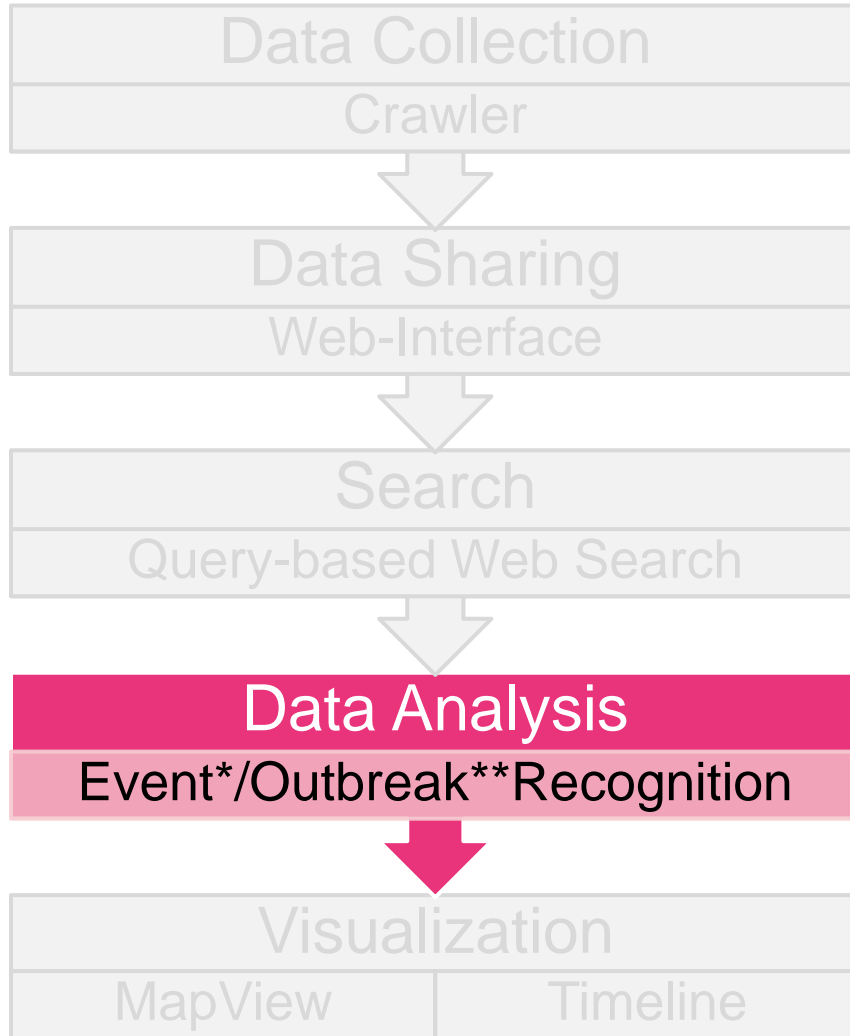 Data Collection
Crawler
Data Sharing
Web-Interface
Search
Query-based Web Search
Data Analysis
Event*/Outbreak**Recognition
Visualization
MapView Timeline